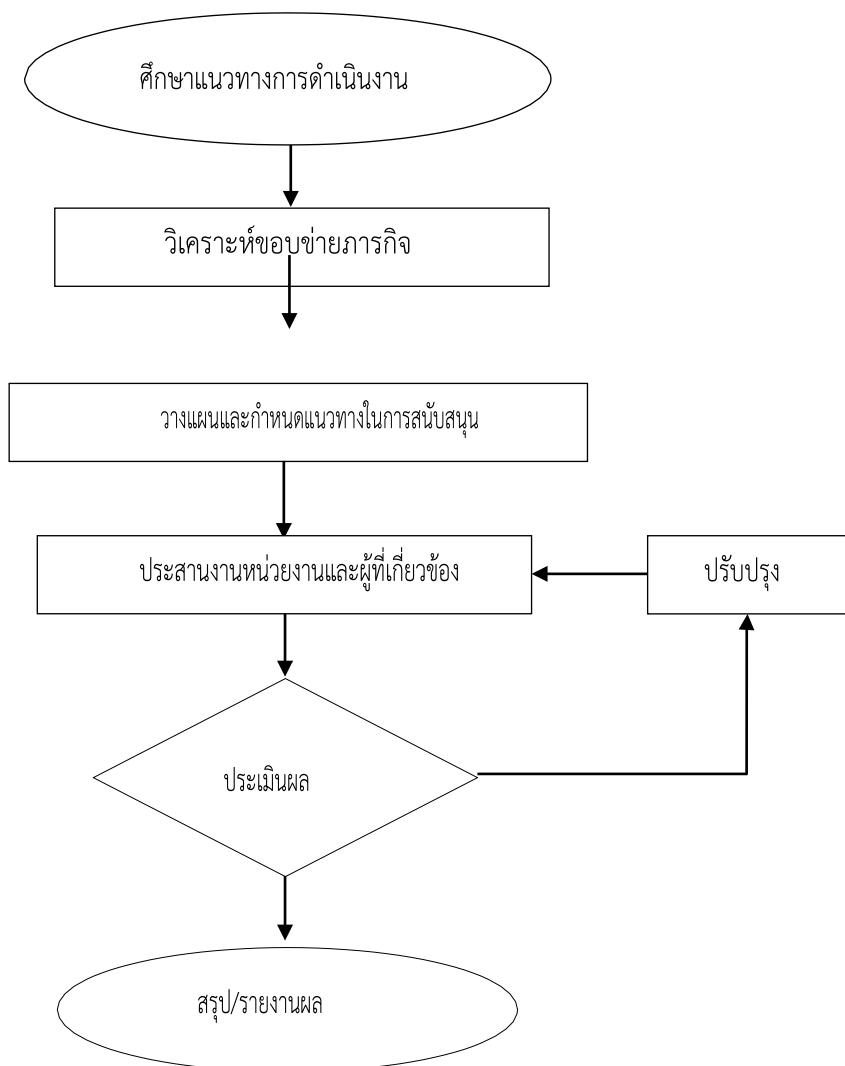 ศึกษาแนวทางการดำเนินงาน
วิเคราะห์ขอบข่ายภารกิจ
วางแผนและกำหนดแนวทางในการสนับสนุน
ประสานงานหน่วยงานและผู้ที่เกี่ยวข้อง
ปรับปรุง
ประเมินผล
สรุป/รายงานผล